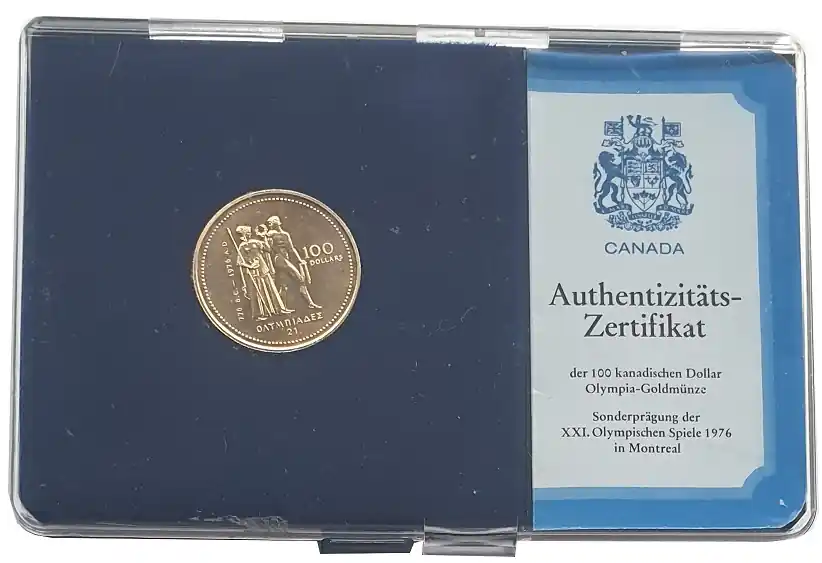 776 B.C. – 1976 A.D.
100
DOLLARS
ΟΛΥΜΠΙΑΔΕΣ
21.
CANADA
Authentizitäts-
Zertifikat
der 100 kanadischen Dollar
Olympia-Goldmünze
Sonderprägung der
XXI. Olympischen Spiele 1976
in Montreal